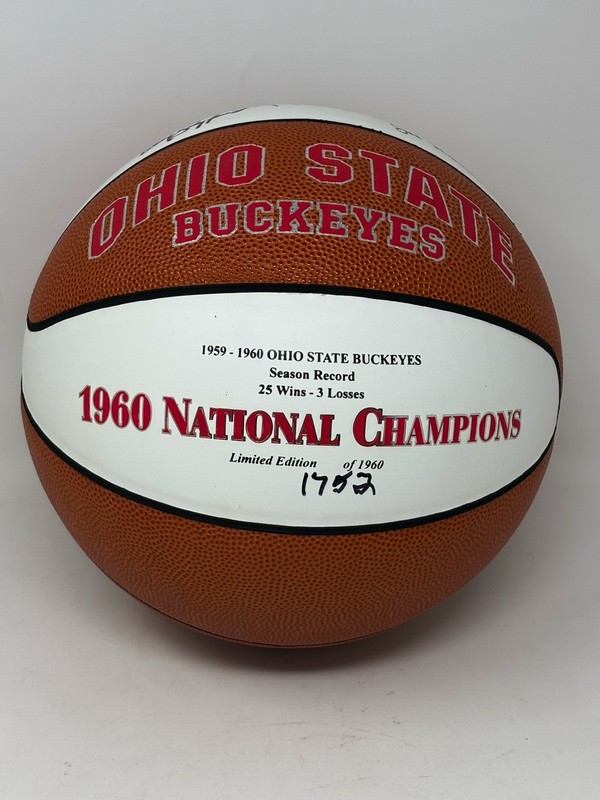 OHIO STATE
BUCKEYES
1959 - 1960 OHIO STATE BUCKEYES
Season Record
25 Wins - 3 Losses
1960 NATIONAL CHAMPIONS
Limited Edition of 1960
1752